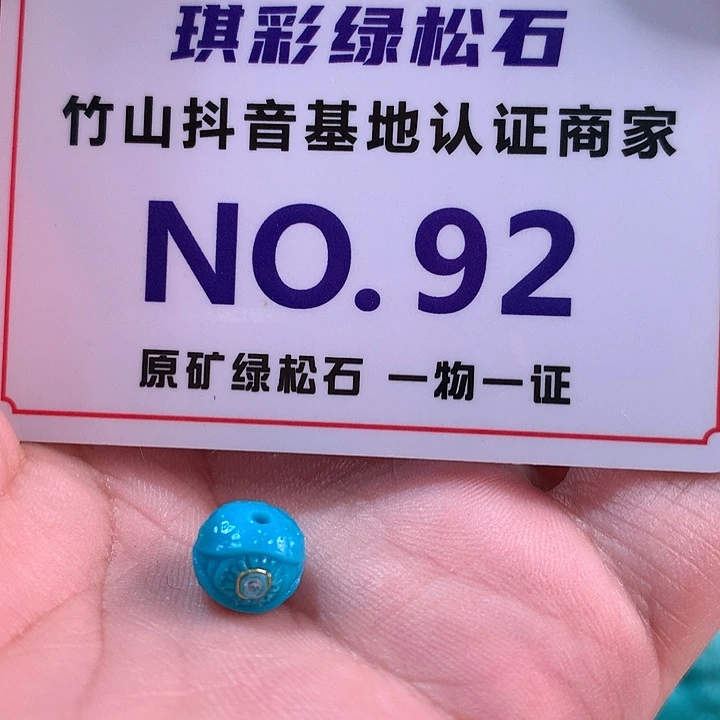 琪彩绿松石
竹山抖音基地认证商家
NO.92
原矿绿松石 一物一证